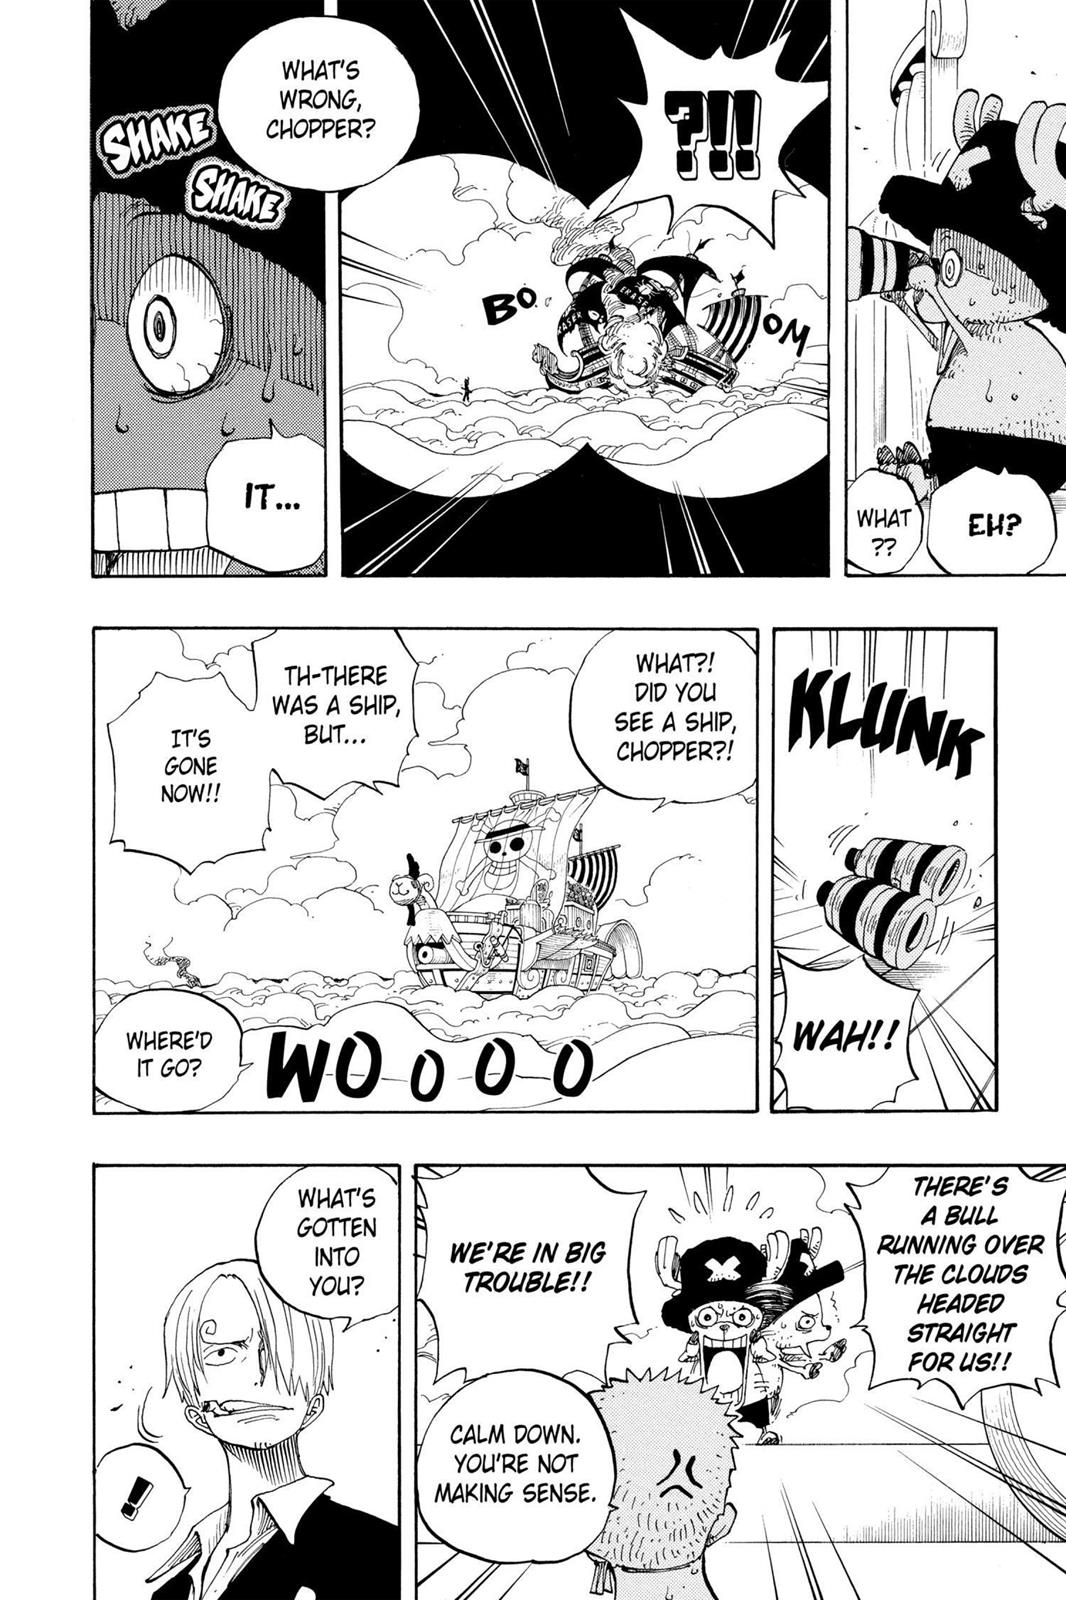 EH?
WHAT
??
?!!
BO
OM
WHAT'S
WRONG,
CHOPPER?
SHAKE
SHAKE
IT...
KLUNK
WAH!!
WHAT?!
DID YOU
SEE A SHIP,
CHOPPER?!
TH-THERE
WAS A SHIP,
BUT...
IT'S
GONE
NOW!!
WHERE'D
IT GO?
WOOOO
THERE'S
A BULL
RUNNING OVER
THE CLOUDS
HEADED
STRAIGHT
FOR US!!
WE'RE IN BIG
TROUBLE!!
CALM DOWN.
YOU'RE NOT
MAKING SENSE.
WHAT'S
GOTTEN
INTO
YOU?
!